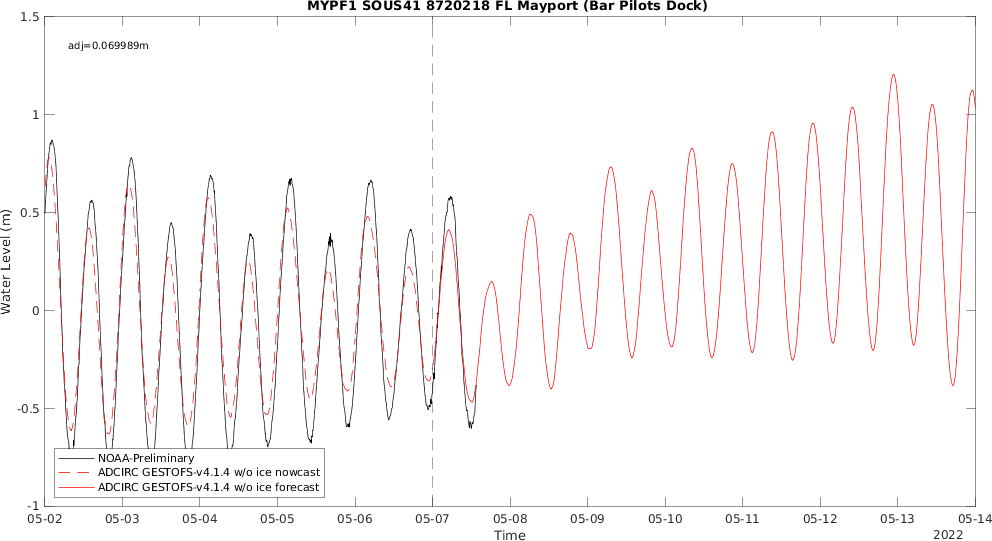 MYPF1 SOUS41 8720218 FL Mayport (Bar Pilots Dock)
adj=0.069989m
Water Level (m)
1.5
1
0.5
0
-0.5
-1
NOAA-Preliminary
ADCIRC GESTOFS-v4.1.4 w/o ice nowcast
ADCIRC GESTOFS-v4.1.4 w/o ice forecast
05-02 05-03 05-04 05-05 05-06 05-07 05-08 05-09 05-10 05-11 05-12 05-13 05-14
Time
2022